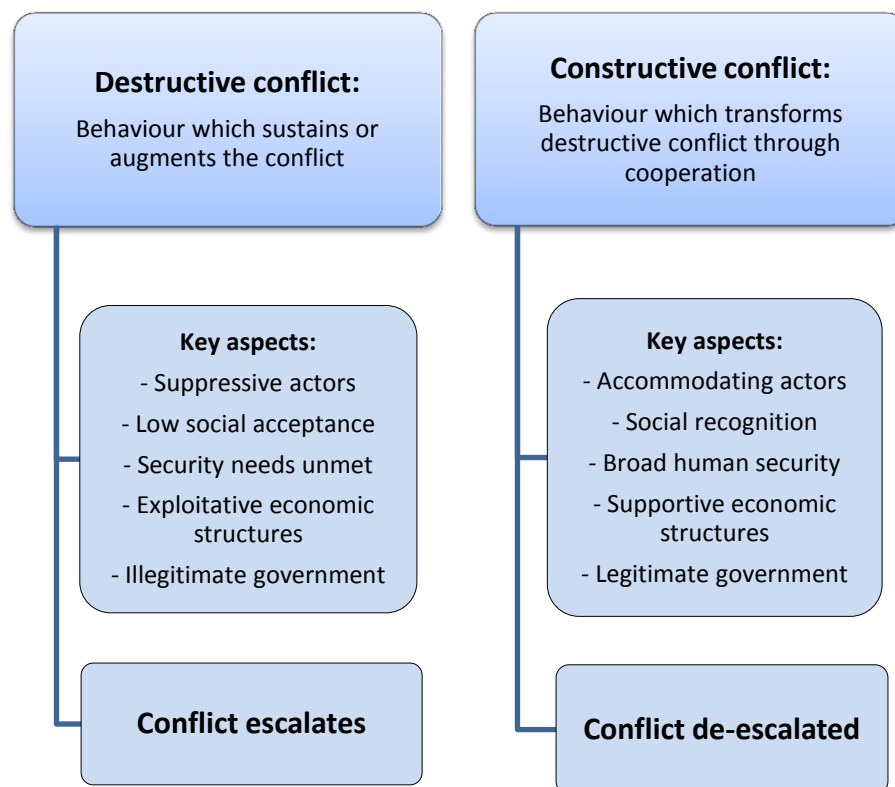 Destructive conflict:
Behaviour which sustains or
augments the conflict
Key aspects:
- Suppressive actors
- Low social acceptance
- Security needs unmet
- Exploitative economic
structures
- Illegitimate government
Conflict escalates
Constructive conflict:
Behaviour which transforms
destructive conflict through
cooperation
Key aspects:
- Accommodating actors
- Social recognition
- Broad human security
- Supportive economic
structures
- Legitimate government
Conflict de-escalated